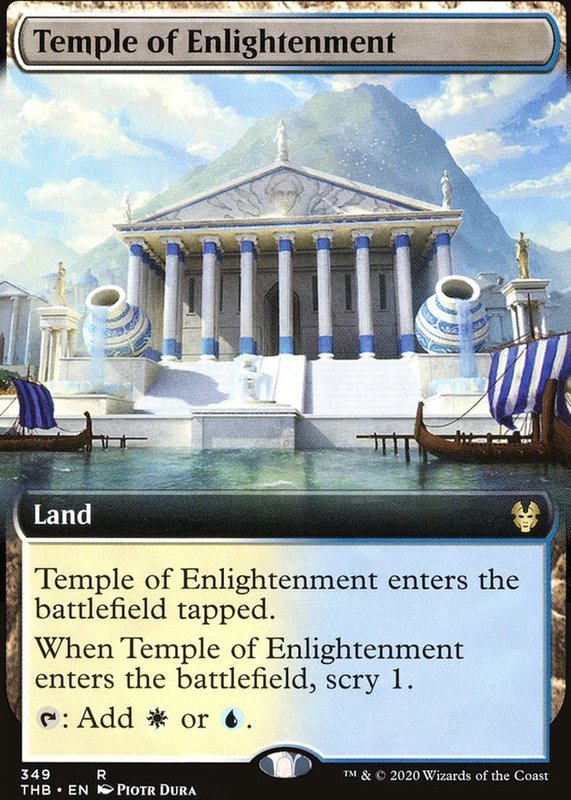 Temple of Enlightenment
Land
Temple of Enlightenment enters the
battlefield tapped.
When Temple of Enlightenment
enters the battlefield, scry 1.
: Add or .
349 R
THB • EN Piotr Dura
™ & © 2020 Wizards of the Coast